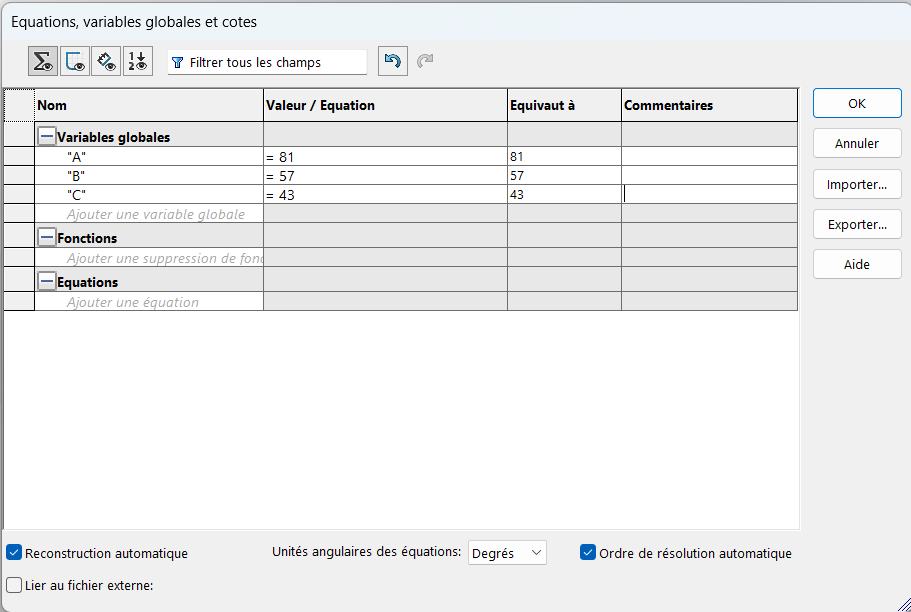 Equations, variables globales et cotes
Filtrer tous les champs
Nom Valeur / Equation Equivaut à Commentaires
Variables globales
"A" = 81 81
"B" = 57 57
"C" = 43 43
Ajouter une variable globale
Fonctions
Ajouter une suppression de fonc
Equations
Ajouter une équation
OK
Annuler
Importer...
Exporter...
Aide
Reconstruction automatique Unités angulaires des équations: Degrés Ordre de résolution automatique
Lier au fichier externe: